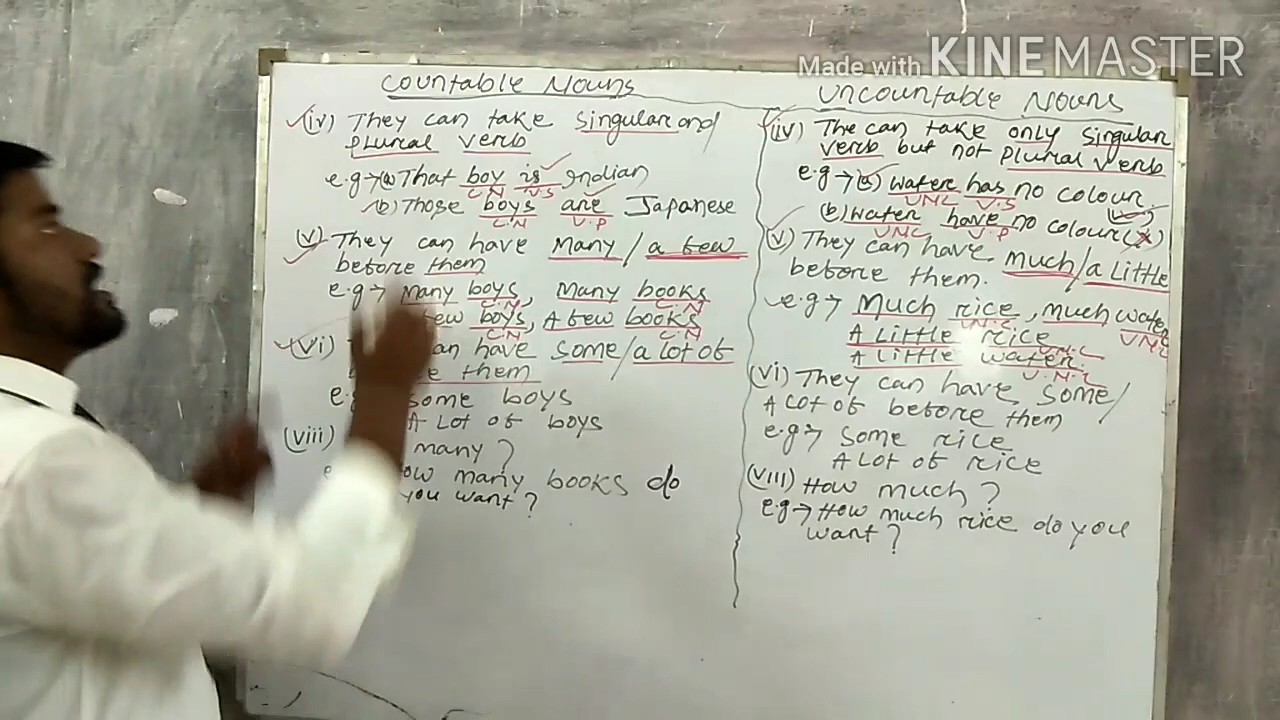 Made with KINEMASTER
Countable Nouns
(iv) They can take singular and
plural verb
e.g → (a) That boy is Indian
C.N V.S
(b) Those boys are Japanese
C.N V.P
(v) They can have Many / a few
before them
e.g → Many boys, Many books
C.N C.N
few boys, A few books
C.N C.N
(vi) can have some / a lot of
them
some boys
A Lot of boys
(viii) many?
ow many books do
you want?
Uncountable Nouns
(iv) The can take only singular
verb but not plural verb
e.g → (a) water has no colour.
UNC V.S
(b) water have no colour (x)
UNC V.P
(v) They can have much / a Little
before them.
e.g → Much rice, much water
UNC UNC
A Little rice
UNC
A Little water.
U.N.C
(vi) They can have some /
A Lot of before them
e.g → some rice
A Lot of rice
(viii) How much?
e.g → How much rice do you
want?